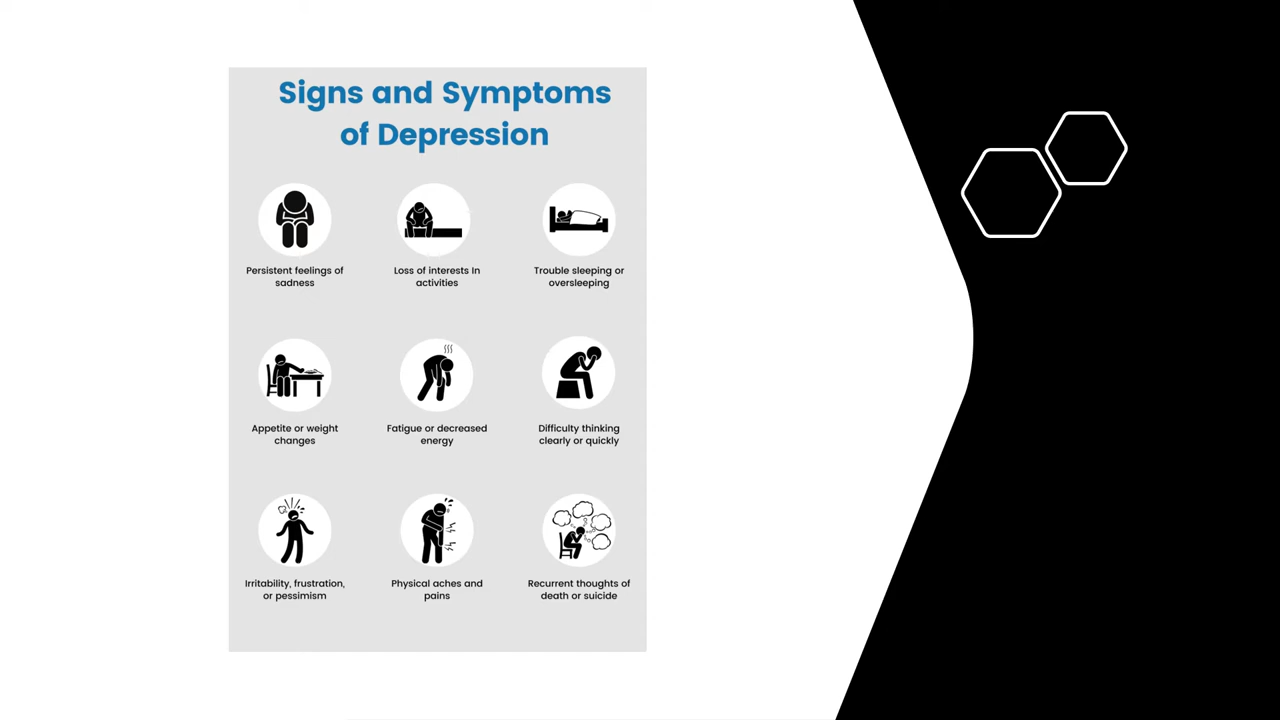 Signs and Symptoms
of Depression
Persistent feelings of
sadness
Loss of interests In
activities
Trouble sleeping or
oversleeping
Appetite or weight
changes
Fatigue or decreased
energy
Difficulty thinking
clearly or quickly
Irritability, frustration,
or pessimism
Physical aches and
pains
Recurrent thoughts of
death or suicide